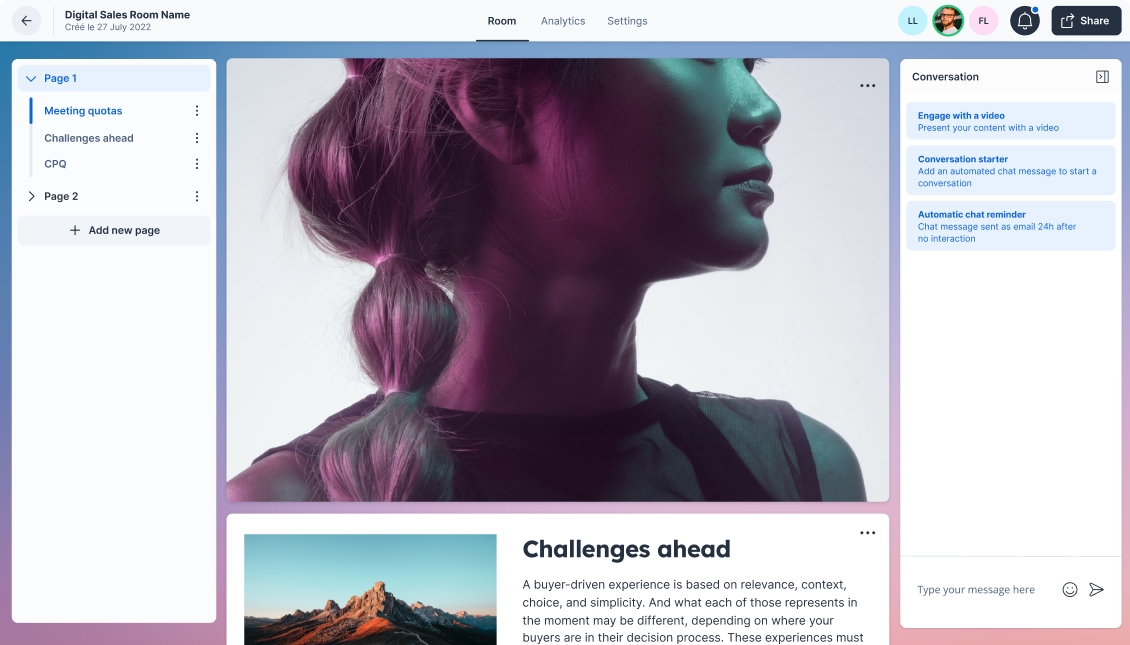 Digital Sales Room Name
Créé le 27 July 2022
Room
Analytics
Settings
LL
FL
Share
Page 1
Meeting quotas
Challenges ahead
CPQ
Page 2
Add new page
Challenges ahead
A buyer-driven experience is based on relevance, context,
choice, and simplicity. And what each of those represents in
the moment may be different, depending on where your
buyers are in their decision process. These experiences must
Conversation
Engage with a video
Present your content with a video
Conversation starter
Add an automated chat message to start a
conversation
Automatic chat reminder
Chat message sent as email 24h after
no interaction
Type your message here